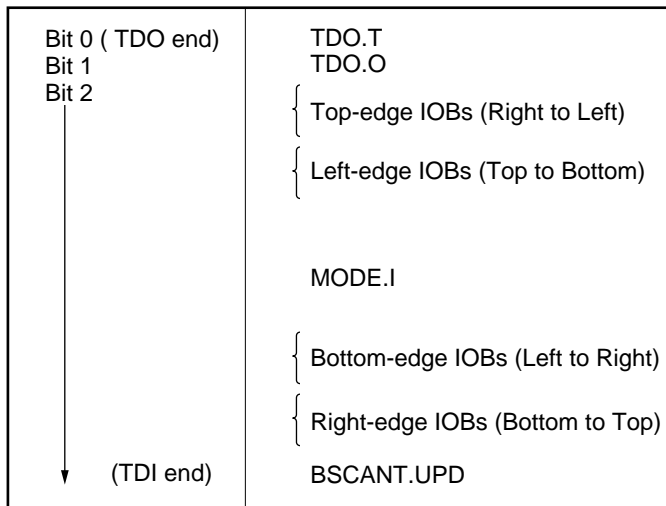 Bit 0 ( TDO end) TDO.T
Bit 1 TDO.O
Bit 2
Top-edge IOBs (Right to Left)
Left-edge IOBs (Top to Bottom)
MODE.I
Bottom-edge IOBs (Left to Right)
Right-edge IOBs (Bottom to Top)
(TDI end) BSCANT.UPD